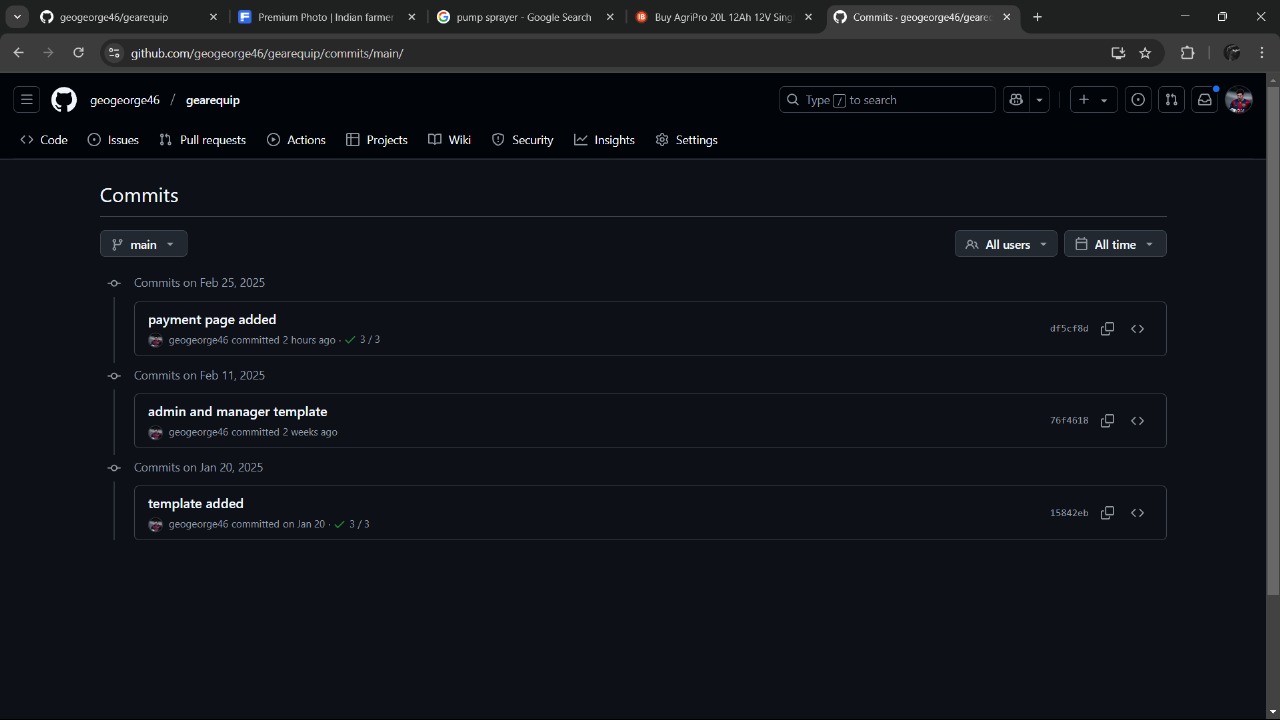 geogeorge46/gearequip
Premium Photo | Indian farmer
pump sprayer - Google Search
Buy AgriPro 20L 12Ah 12V Sing
Commits · geogeorge46/geare
github.com/geogeorge46/gearequip/commits/main/
geogeorge46 / gearequip
Type / to search
Code
Issues
Pull requests
Actions
Projects
Wiki
Security
Insights
Settings
Commits
main
All users
All time
Commits on Feb 25, 2025
payment page added
geogeorge46 committed 2 hours ago · 3 / 3
df5cf8d
Commits on Feb 11, 2025
admin and manager template
geogeorge46 committed 2 weeks ago
76f4618
Commits on Jan 20, 2025
template added
geogeorge46 committed on Jan 20 · 3 / 3
15842eb